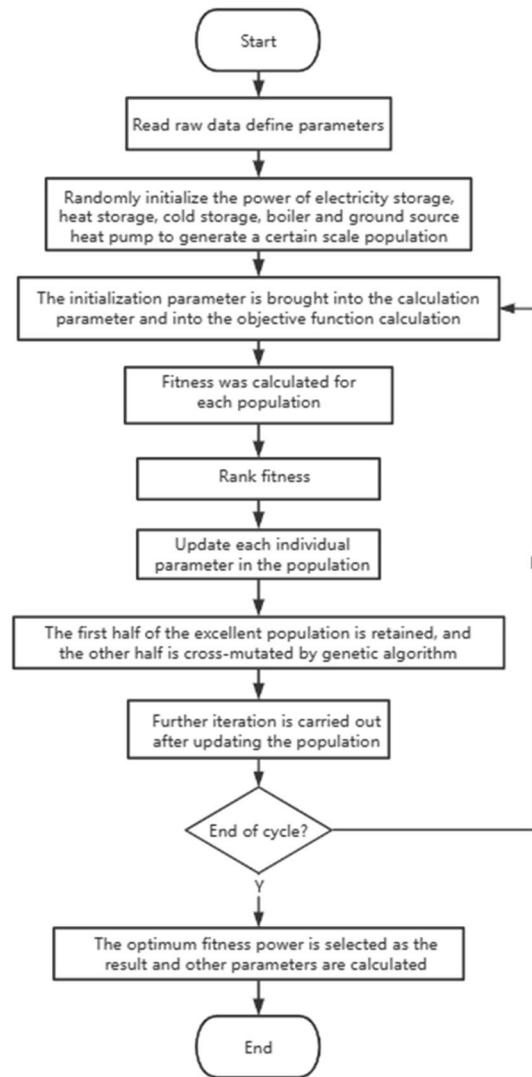 Start
Read raw data define parameters
Randomly initialize the power of electricity storage,
heat storage, cold storage, boiler and ground source
heat pump to generate a certain scale population
The initialization parameter is brought into the calculation
parameter and into the objective function calculation
Fitness was calculated for
each population
Rank fitness
Update each individual
parameter in the population
The first half of the excellent population is retained, and
the other half is cross-mutated by genetic algorithm
Further iteration is carried out
after updating the population
End of cycle?
Y
The optimum fitness power is selected as the
result and other parameters are calculated
End